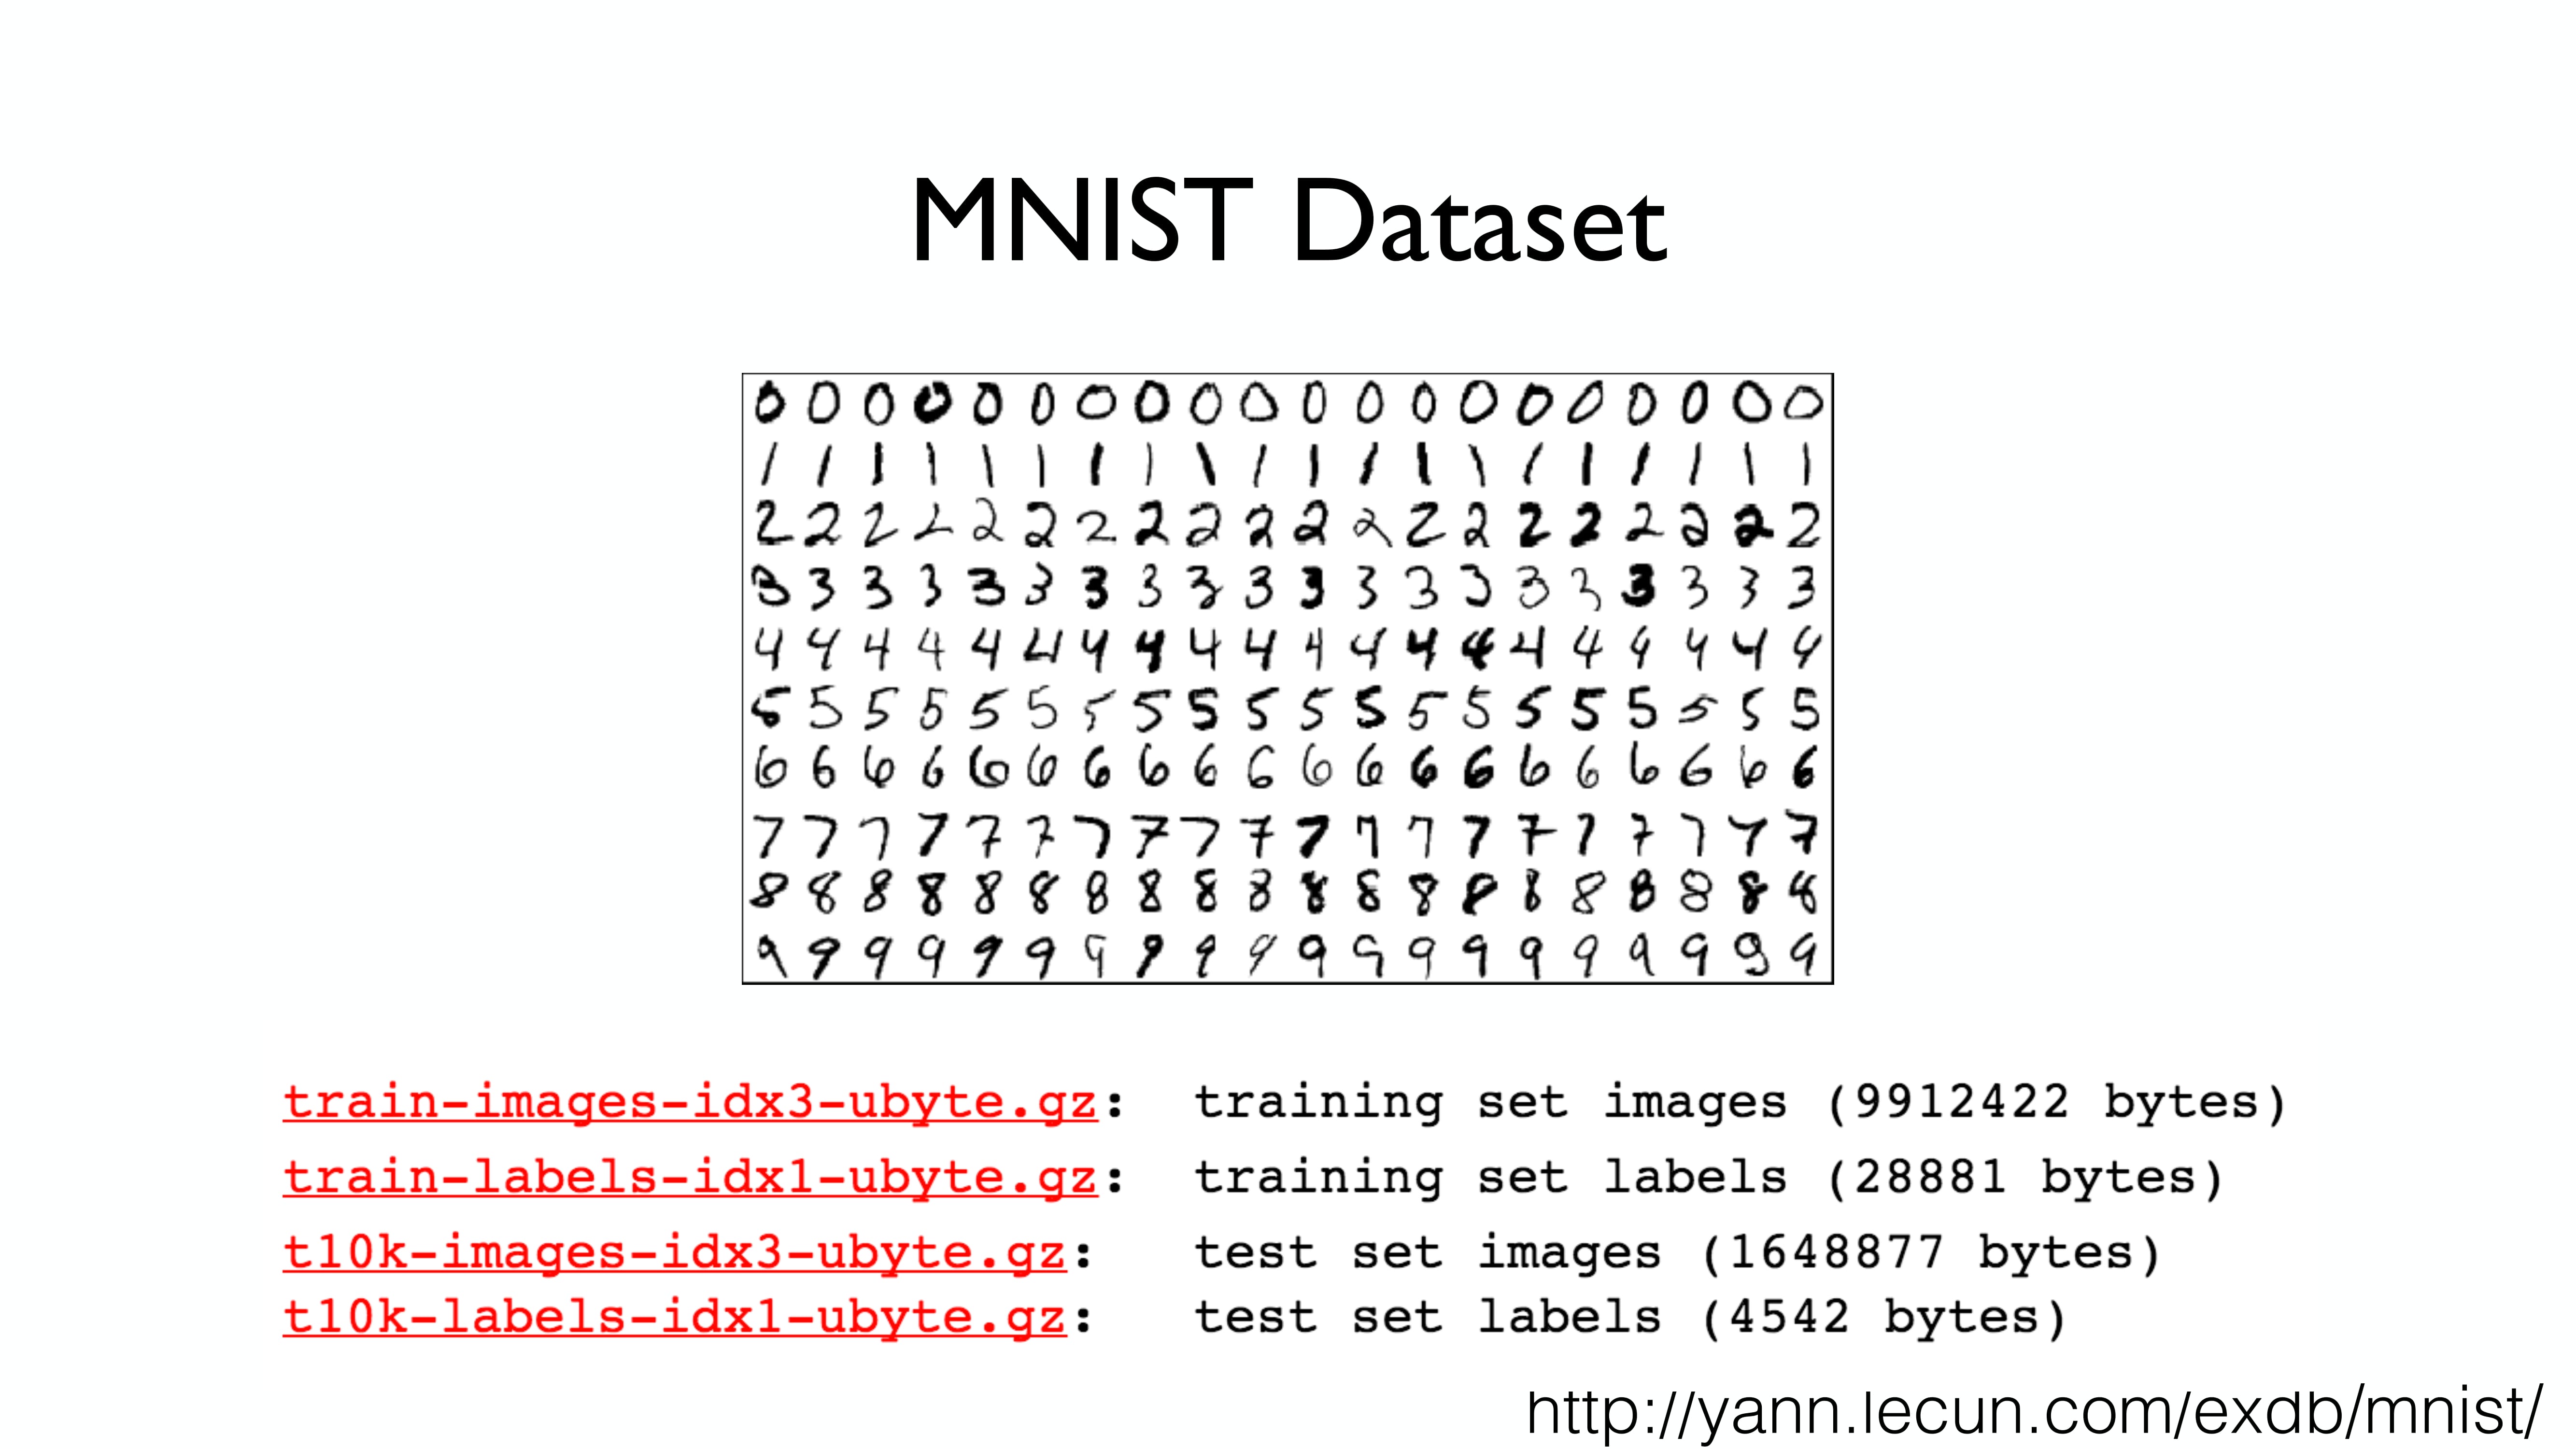 MNIST Dataset
0 0 0 0 0 0 0 0 0 0 0 0 0 0 0 0 0 0 0 0
1 1 1 1 1 1 1 1 1 1 1 1 1 1 1 1 1 1 1 1
2 2 2 2 2 2 2 2 2 2 2 2 2 2 2 2 2 2 2 2
3 3 3 3 3 3 3 3 3 3 3 3 3 3 3 3 3 3 3 3
4 4 4 4 4 4 4 4 4 4 4 4 4 4 4 4 4 4 4 4
5 5 5 5 5 5 5 5 5 5 5 5 5 5 5 5 5 5 5 5
6 6 6 6 6 6 6 6 6 6 6 6 6 6 6 6 6 6 6 6
7 7 7 7 7 7 7 7 7 7 7 7 7 7 7 7 7 7 7 7
8 8 8 8 8 8 8 8 8 8 8 8 8 8 8 8 8 8 8 8
9 9 9 9 9 9 9 9 9 9 9 9 9 9 9 9 9 9 9 9
train-images-idx3-ubyte.gz: training set images (9912422 bytes)
train-labels-idx1-ubyte.gz: training set labels (28881 bytes)
t10k-images-idx3-ubyte.gz: test set images (1648877 bytes)
t10k-labels-idx1-ubyte.gz: test set labels (4542 bytes)
http://yann.lecun.com/exdb/mnist/